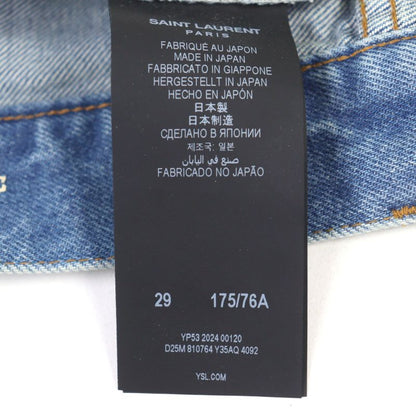 SAINT LAURENT
PARIS
FABRIQUÉ AU JAPON
MADE IN JAPAN
FABBRICATO IN GIAPPONE
HERGESTELLT IN JAPAN
HECHO EN JAPÓN
日本製
日本制造
СДЕЛАНО В ЯПОНИИ
제조국: 일본
صنع في اليابان
FABRICADO NO JAPÃO
E
29 175/76A
YP53 2024 00120
D25M 810764 Y35AQ 4092
YSL.COM